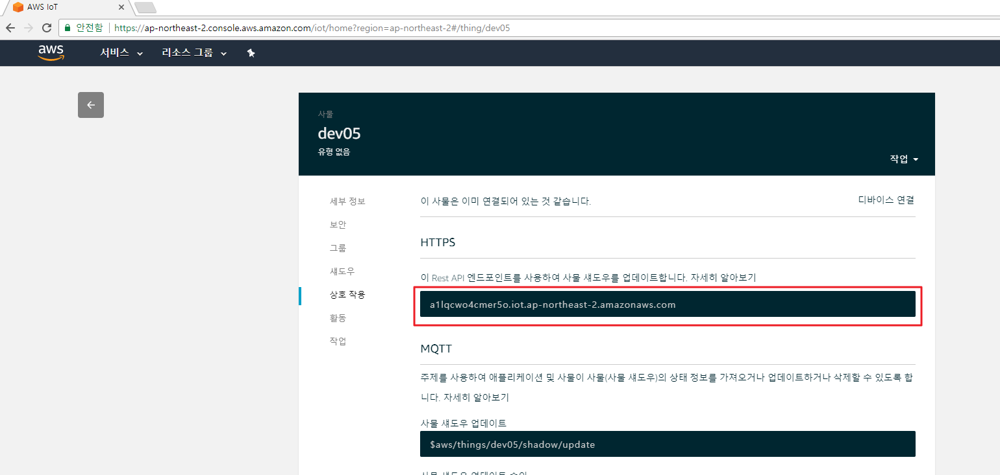 AWS IoT
안전함 https://ap-northeast-2.console.aws.amazon.com/iot/home?region=ap-northeast-2#/thing/dev05
aws 서비스 리소스 그룹
사물
dev05
유형 없음
작업
세부 정보
보안
그룹
섀도우
상호 작용
활동
작업
이 사물은 이미 연결되어 있는 것 같습니다. 디바이스 연결
HTTPS
이 Rest API 엔드포인트를 사용하여 사물 섀도우를 업데이트합니다. 자세히 알아보기
a1lqcwo4cmer5o.iot.ap-northeast-2.amazonaws.com
MQTT
주제를 사용하여 애플리케이션 및 사물이 사물(사물 섀도우)의 상태 정보를 가져오거나 업데이트하거나 삭제할 수 있도록 합
니다. 자세히 알아보기
사물 섀도우 업데이트
$aws/things/dev05/shadow/update